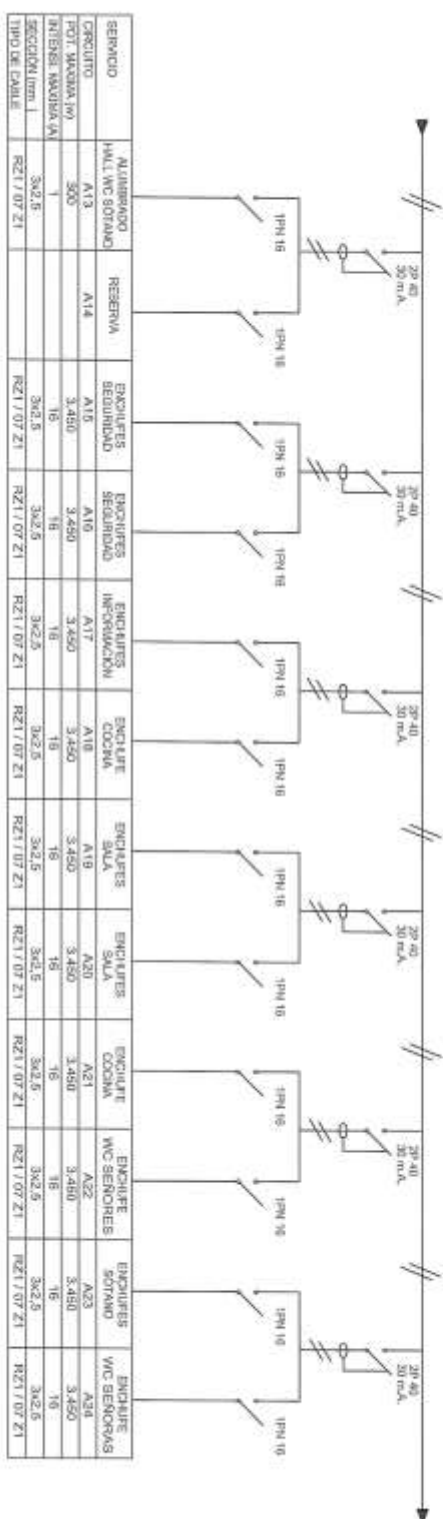 2P 40
30 m.A.
2P 40
30 m.A.
2P 40
30 m.A.
2P 40
30 m.A.
2P 40
30 m.A.
2P 40
30 m.A.
1PN 16
1PN 16
1PN 16
1PN 16
1PN 16
1PN 16
1PN 16
1PN 16
1PN 16
1PN 16
1PN 16
1PN 16
SERVICIO
ALUMBRADO
HALL WC SÓTANO
RESERVA
ENCHUFES
SEGURIDAD
ENCHUFES
SEGURIDAD
ENCHUFES
INFORMACIÓN
ENCHUFE
COCINA
ENCHUFES
SALA
ENCHUFES
SALA
ENCHUFE
COCINA
ENCHUFE
WC SEÑORES
ENCHUFES
SÓTANO
ENCHUFE
WC SEÑORAS
CIRCUITO A13 A14 A15 A16 A17 A18 A19 A20 A21 A22 A23 A24
POT. MAXIMA (w) 300 3.450 3.450 3.450 3.450 3.450 3.450 3.450 3.450 3.450 3.450
INTENSI. MAXIMA (A) 1 16 16 16 16 16 16 16 16 16 16
SECCIÓN (mm ) 3x2,5 3x2,5 3x2,5 3x2,5 3x2,5 3x2,5 3x2,5 3x2,5 3x2,5 3x2,5 3x2,5
TIPO DE CABLE RZ1 / 07 Z1 RZ1 / 07 Z1 RZ1 / 07 Z1 RZ1 / 07 Z1 RZ1 / 07 Z1 RZ1 / 07 Z1 RZ1 / 07 Z1 RZ1 / 07 Z1 RZ1 / 07 Z1 RZ1 / 07 Z1 RZ1 / 07 Z1